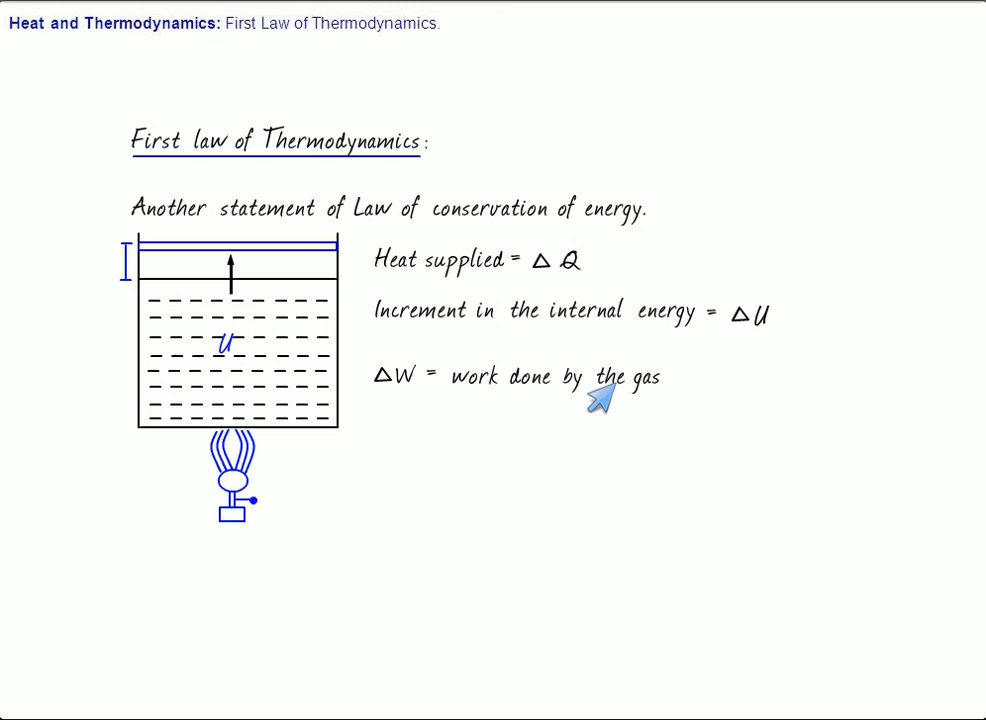 Heat and Thermodynamics: First Law of Thermodynamics.
First law of Thermodynamics:
Another statement of Law of conservation of energy.
Heat supplied = Δ Q
Increment in the internal energy = ΔU
U
ΔW = work done by the gas